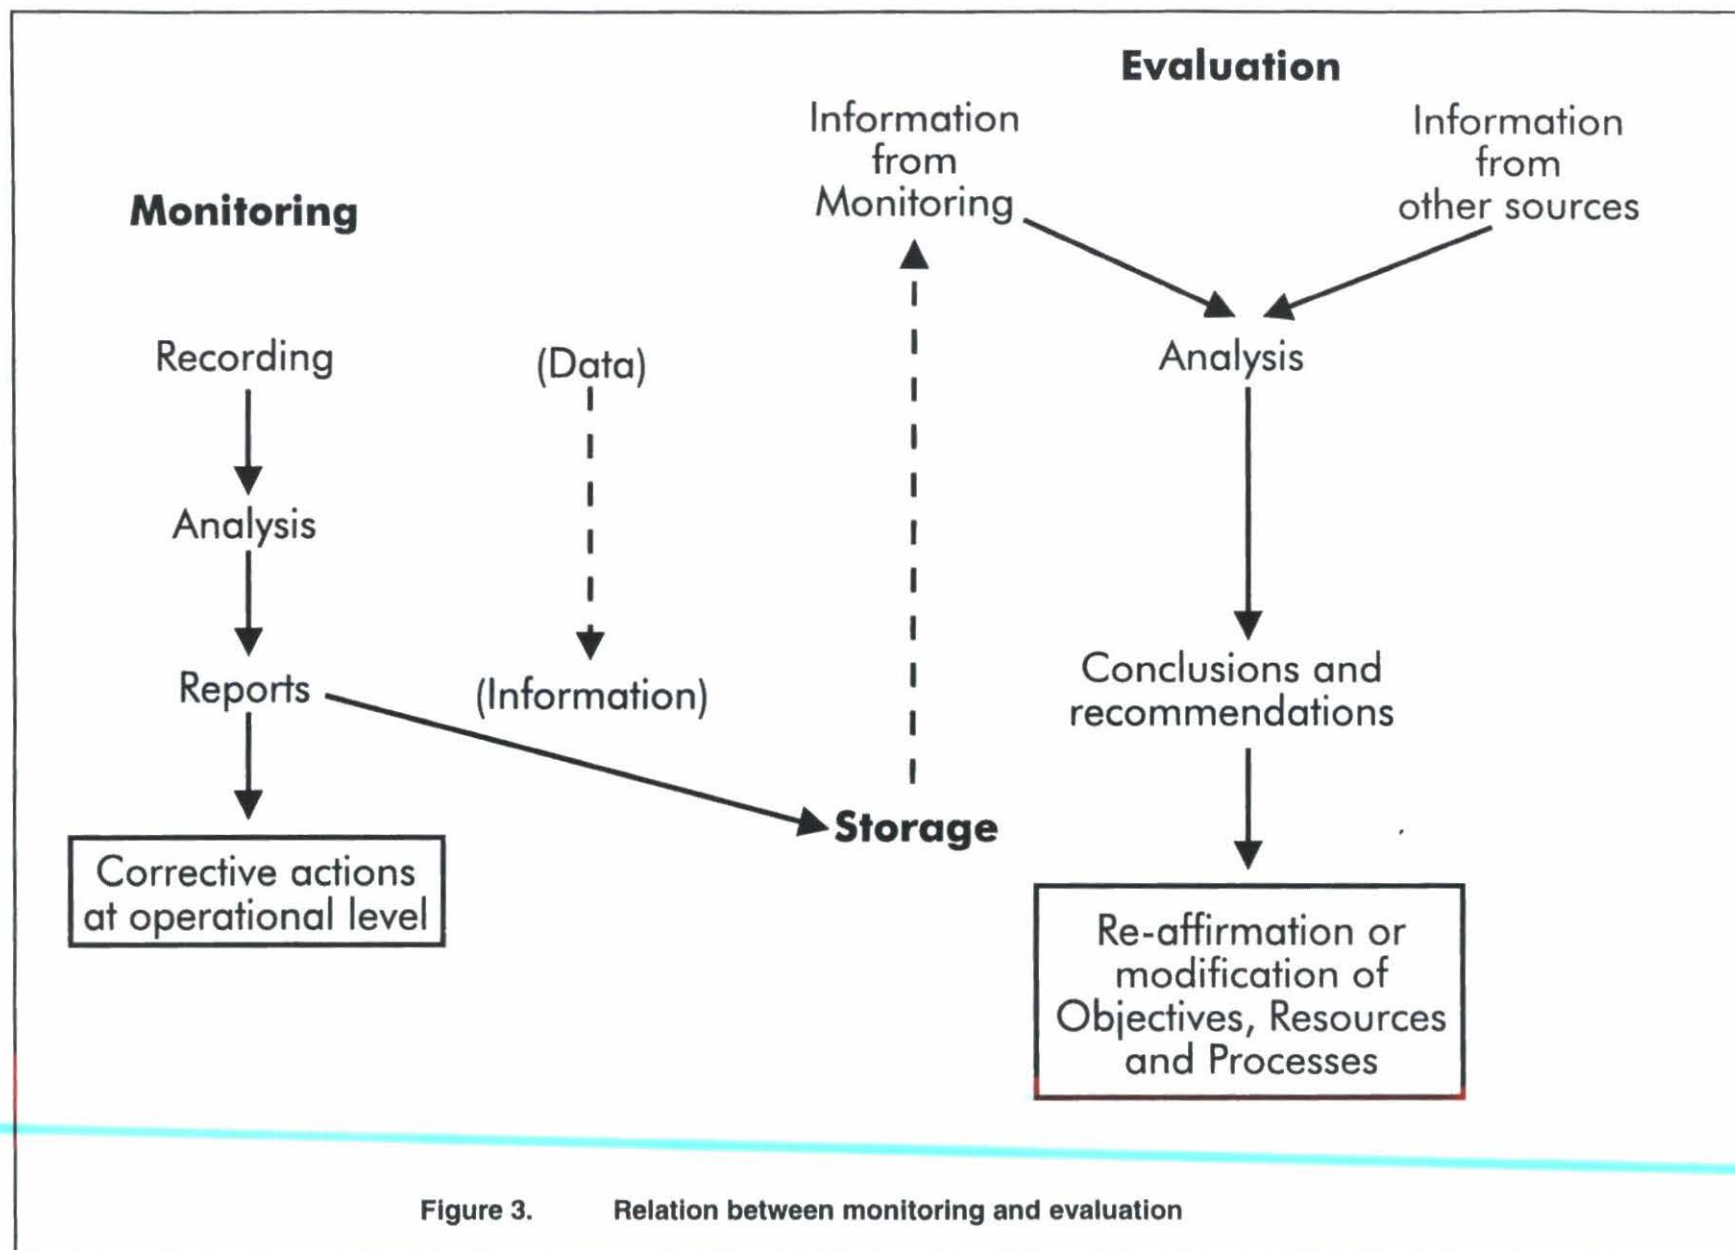 Monitoring
Recording
Analysis
Reports
Corrective actions
at operational level
(Data)
(Information)
Storage
Evaluation
Information
from
Monitoring
Information
from
other sources
Analysis
Conclusions and
recommendations
Re-affirmation or
modification of
Objectives, Resources
and Processes
Figure 3. Relation between monitoring and evaluation